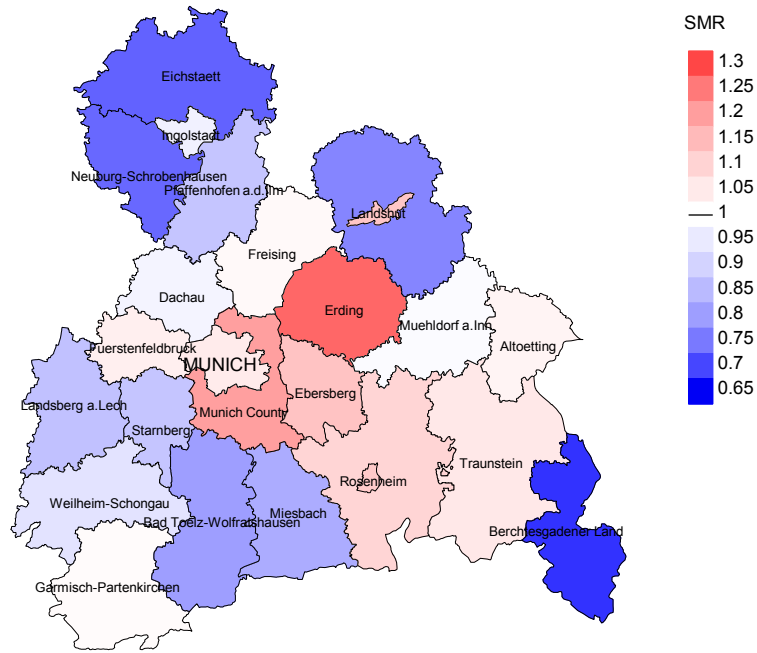 SMR
1.3
1.25
1.2
1.15
1.1
1.05
1
0.95
0.9
0.85
0.8
0.75
0.7
0.65
Eichstaett
Ingolstadt
Neuburg-Schrobenhausen
Pfaffenhofen a.d.Ilm
Landshut
Freising
Dachau
Erding
Muehldorf a.Inn
Altoetting
Fuerstenfeldbruck
MUNICH
Ebersberg
Landsberg a.Lech
Munich County
Starnberg
Traunstein
Rosenheim
Weilheim-Schongau
Miesbach
Bad Toelz-Wolfratshausen
Berchtesgadener Land
Garmisch-Partenkirchen